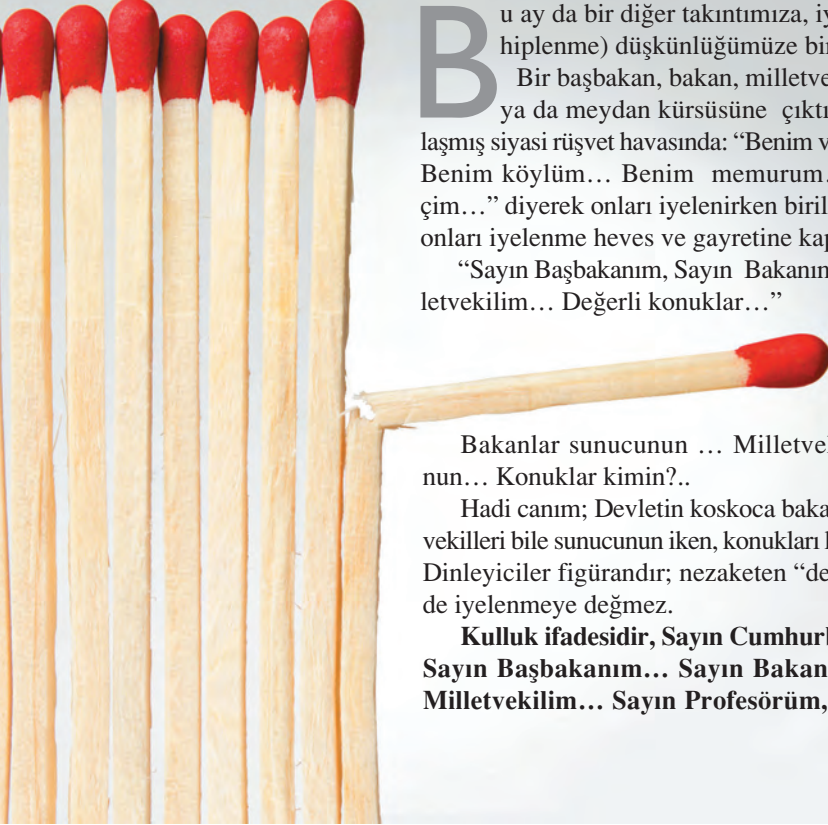 Bu ay da bir diğer takıntımıza, iy
hiplenme) düşkünlüğümüze bir
Bir başbakan, bakan, milletve
ya da meydan kürsüsüne çıktı
laşmış siyasi rüşvet havasında: “Benim v
Benim köylüm… Benim memurum.
çim…” diyerek onları iyelenirken biril
onları iyelenme heves ve gayretine kap
“Sayın Başbakanım, Sayın Bakanım
letvekilim… Değerli konuklar…”
Bakanlar sunucunun … Milletvek
nun… Konuklar kimin?..
Hadi canım; Devletin koskoca baka
vekilleri bile sunucunun iken, konukları k
Dinleyiciler figürandır; nezaketen “de
de iyelenmeye değmez.
Kulluk ifadesidir, Sayın Cumhurb
Sayın Başbakanım… Sayın Bakan
Milletvekilim… Sayın Profesörüm,